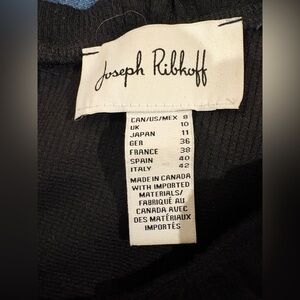 Joseph Ribkoff
CAN/US/MEX 8
UK 10
JAPAN 11
GER 36
FRANCE 38
SPAIN 40
ITALY 42
MADE IN CANADA
WITH IMPORTED
MATERIALS/
FABRIQUÉ AU
CANADA AVEC
DES MATÉRIAUX
IMPORTÉS